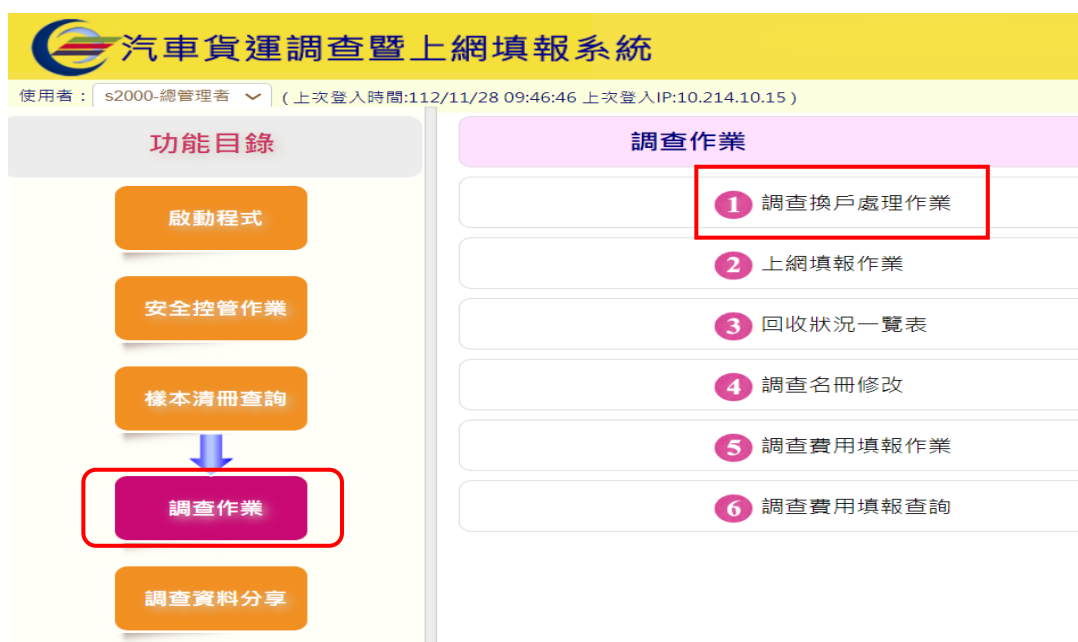 汽車貨運調查暨上網填報系統
使用者： s2000-總管理者 (上次登入時間:112/11/28 09:46:46 上次登入IP:10.214.10.15)
功能目錄
啟動程式
安全控管作業
樣本清冊查詢
調查作業
調查資料分享
調查作業
1 調查換戶處理作業
2 上網填報作業
3 回收狀況一覽表
4 調查名冊修改
5 調查費用填報作業
6 調查費用填報查詢